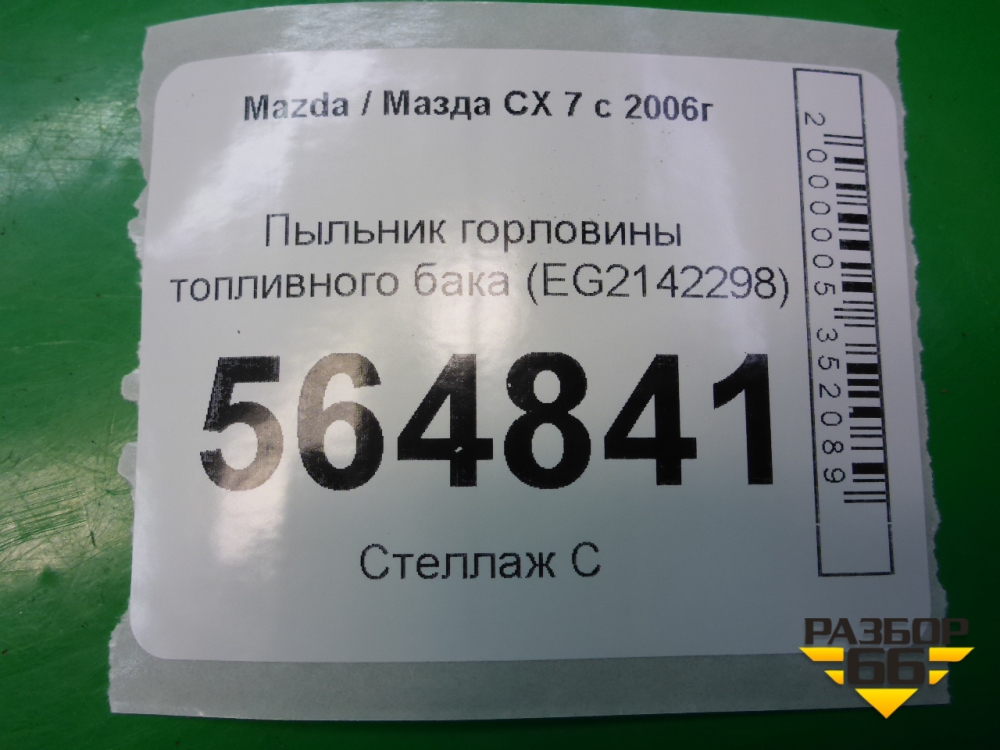 Mazda / Мазда CX 7 с 2006г
Пыльник горловины
топливного бака (EG2142298)
564841
Стеллаж С
2000005352089
РАЗБОР
66